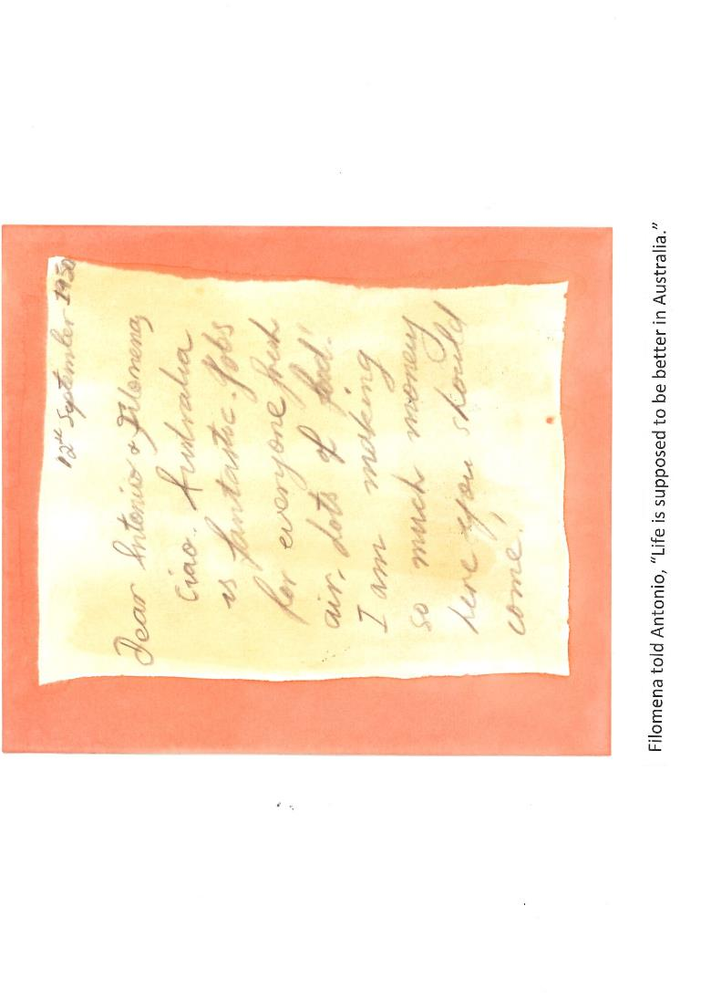 12th September 1950
Dear Antonio & Filomena,
Ciao. Australia
is fantastic. Jobs
for everyone fresh
air, Lots of food!
I am making
so much money
here you should
come!
Filomena told Antonio, “Life is supposed to be better in Australia.”